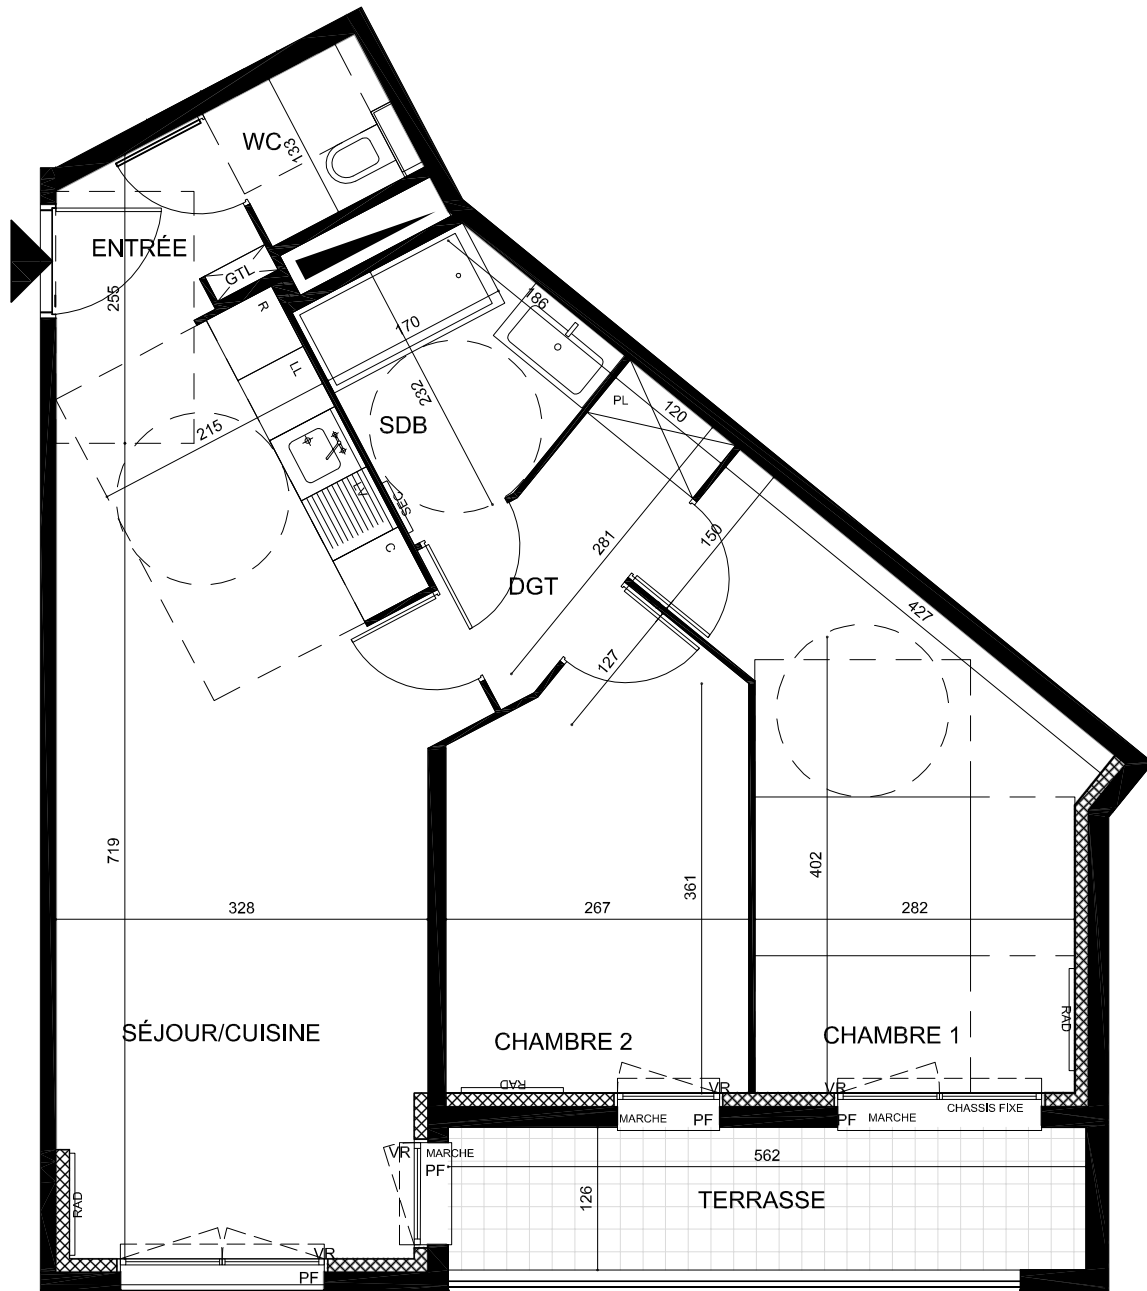 WC
133
ENTRÉE
GTL
255
R
170
186
LL
232
PL
120
215
SDB
SEC
C
281
150
DGT
427
127
719
402
361
328
267
282
SÉJOUR/CUISINE
CHAMBRE 2
CHAMBRE 1
RAD
RAD
VR
VR
MARCHE
PF
PF
MARCHE
CHASSIS FIXE
VR
MARCHE
PF
562
RAD
126
TERRASSE
VR
PF